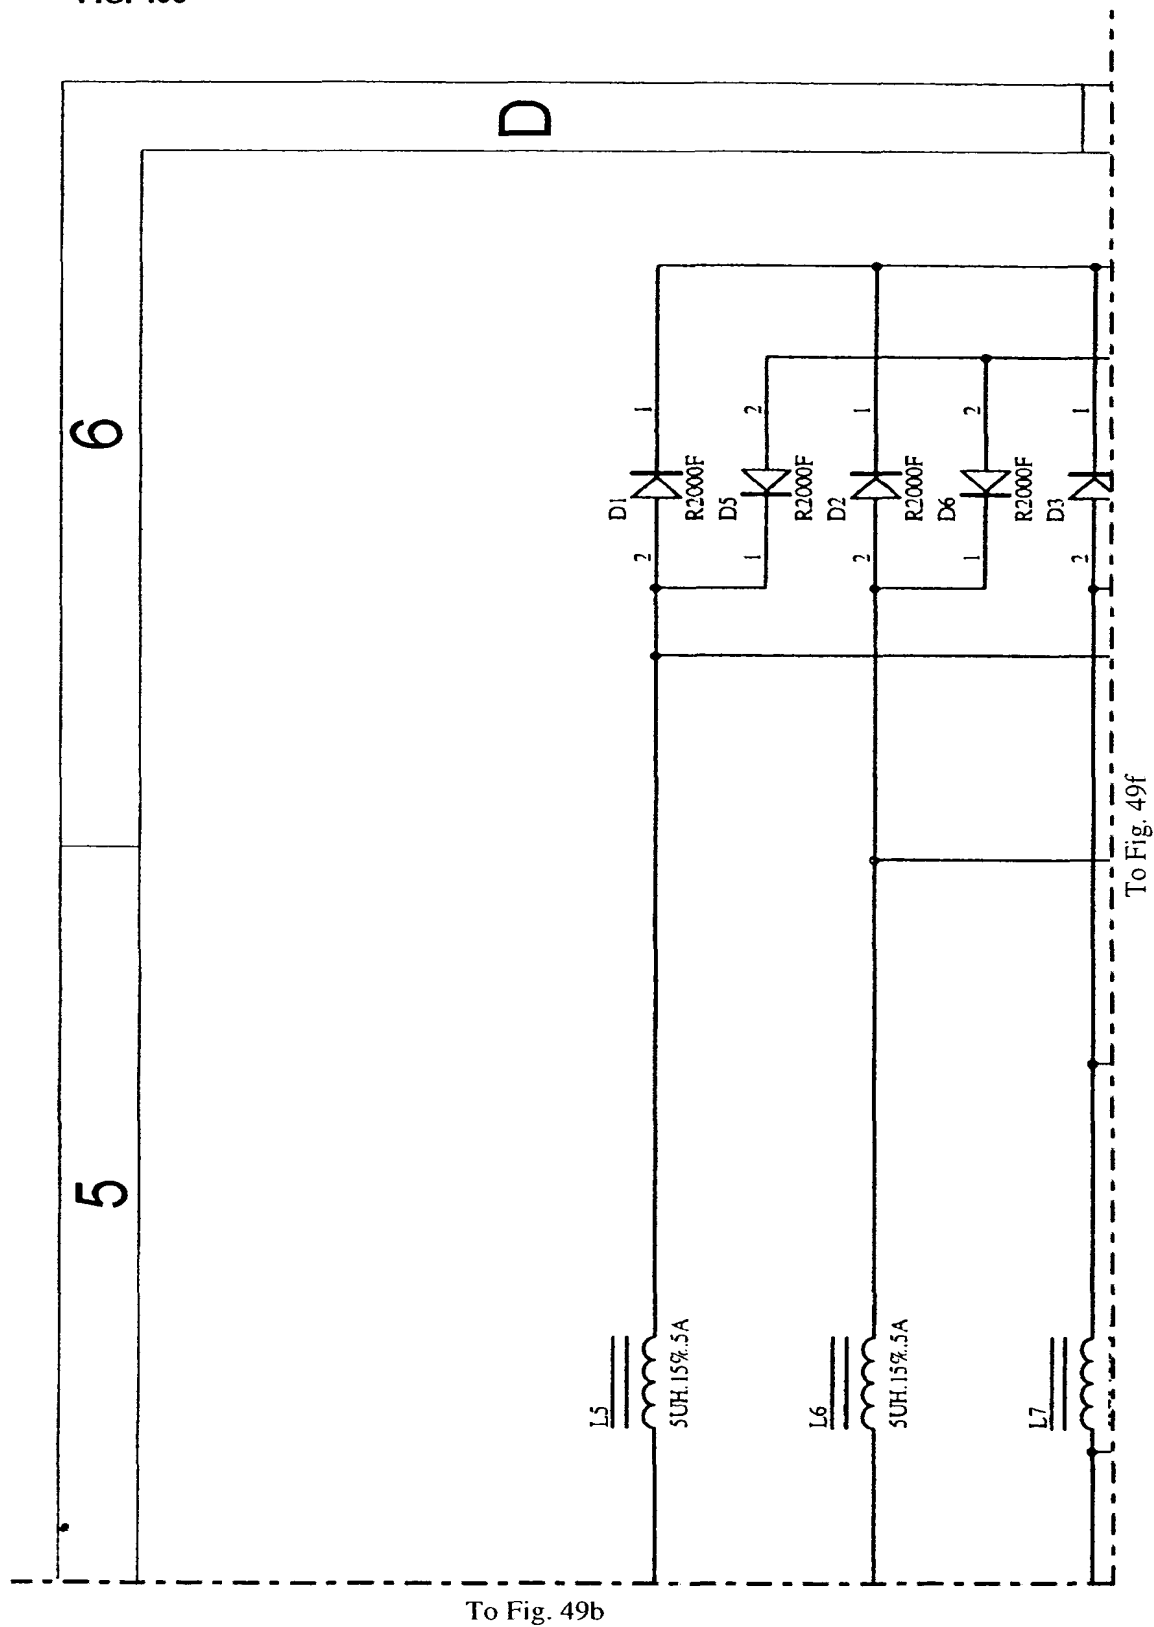 D
6
5
1
D1
R2000F
2
2
D5
R2000F
1
1
D2
R2000F
2
2
D6
R2000F
1
1
D3
2
L5
5UH.15%.5A
L6
5UH.15%.5A
L7
To Fig. 49f
To Fig. 49b